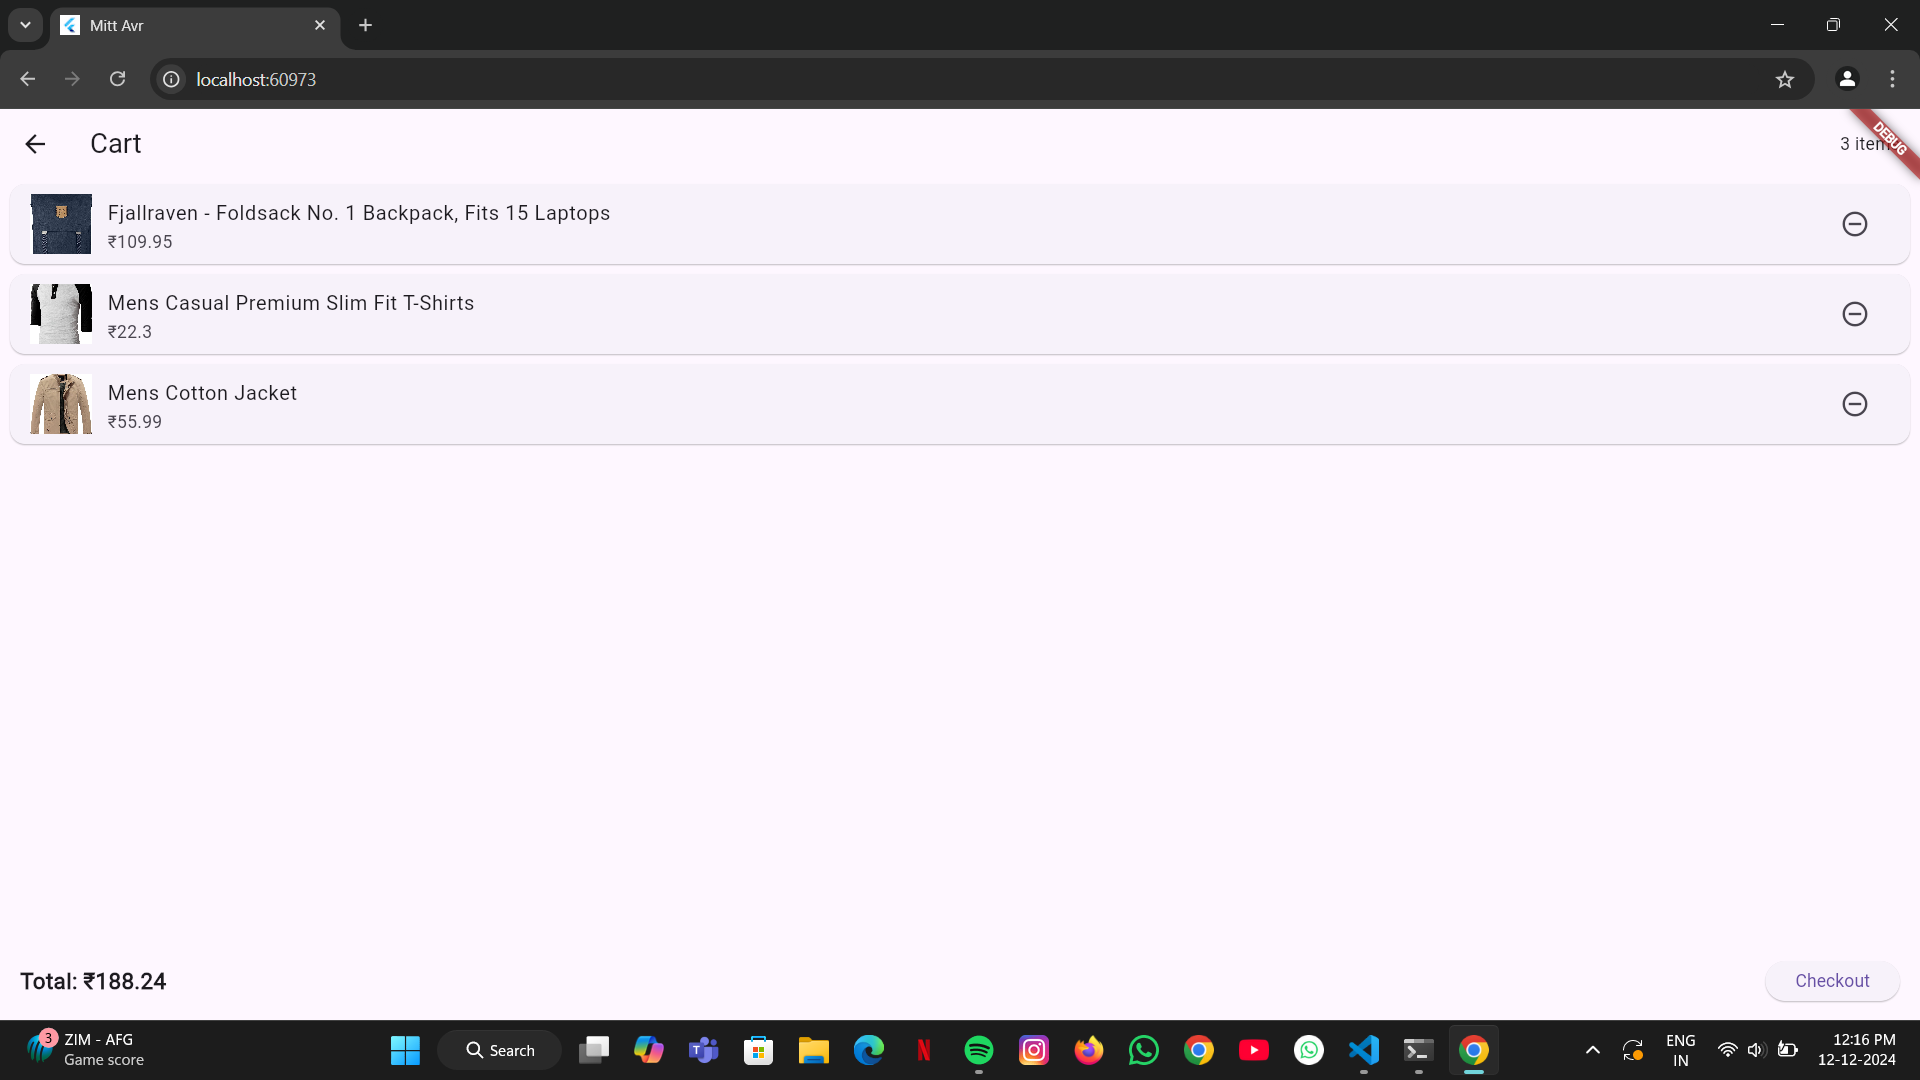 Mitt Avr
localhost:60973
Cart
3 item
DEBUG
Fjallraven - Foldsack No. 1 Backpack, Fits 15 Laptops
₹109.95
Mens Casual Premium Slim Fit T-Shirts
₹22.3
Mens Cotton Jacket
₹55.99
Total: ₹188.24
Checkout
3
ZIM - AFG
Game score
Search
T
N
ENG
IN
12:16 PM
12-12-2024